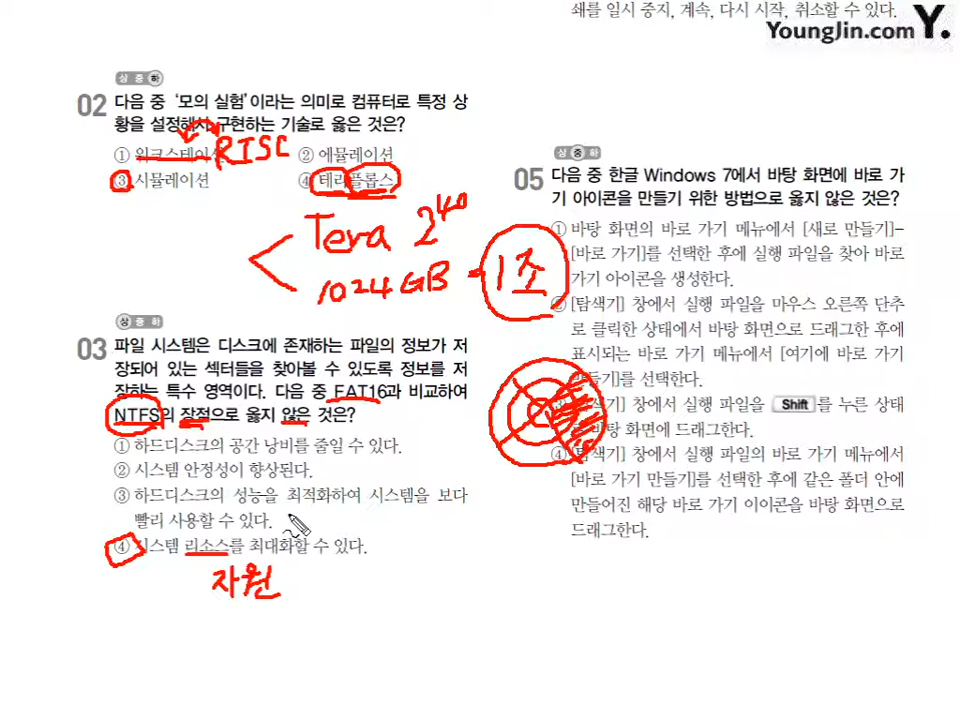 쇄를 일시 중지, 계속, 다시 시작, 취소할 수 있다.
YoungJin.com Y.
상 중 하
02 다음 중 '모의 실험'이라는 의미로 컴퓨터로 특정 상
황을 설정해서 구현하는 기술로 옳은 것은?
① 워크스테이션 RISC ② 에뮬레이션
③ 시뮬레이션 ④ 테라플롭스
Tera 2^40
1024GB - 1조
상 중 하
03 파일 시스템은 디스크에 존재하는 파일의 정보가 저
장되어 있는 섹터들을 찾아볼 수 있도록 정보를 저
장하는 특수 영역이다. 다음 중 FAT16과 비교하여
NTFS의 장점으로 옳지 않은 것은?
① 하드디스크의 공간 낭비를 줄일 수 있다.
② 시스템 안정성이 향상된다.
③ 하드디스크의 성능을 최적화하여 시스템을 보다
빨리 사용할 수 있다.
④ 시스템 리소스를 최대화할 수 있다.
자원
상 중 하
05 다음 중 한글 Windows 7에서 바탕 화면에 바로 가
기 아이콘을 만들기 위한 방법으로 옳지 않은 것은?
① 바탕 화면의 바로 가기 메뉴에서 [새로 만들기]-
[바로 가기]를 선택한 후에 실행 파일을 찾아 바로
가기 아이콘을 생성한다.
② [탐색기] 창에서 실행 파일을 마우스 오른쪽 단추
로 클릭한 상태에서 바탕 화면으로 드래그한 후에
표시되는 바로 가기 메뉴에서 [여기에 바로 가기
만들기]를 선택한다.
③ [탐색기] 창에서 실행 파일을 Shift 를 누른 상태
로 바탕 화면에 드래그한다.
④ [탐색기] 창에서 실행 파일의 바로 가기 메뉴에서
[바로 가기 만들기]를 선택한 후에 같은 폴더 안에
만들어진 해당 바로 가기 이이콘을 바탕 화면으로
드래그한다.